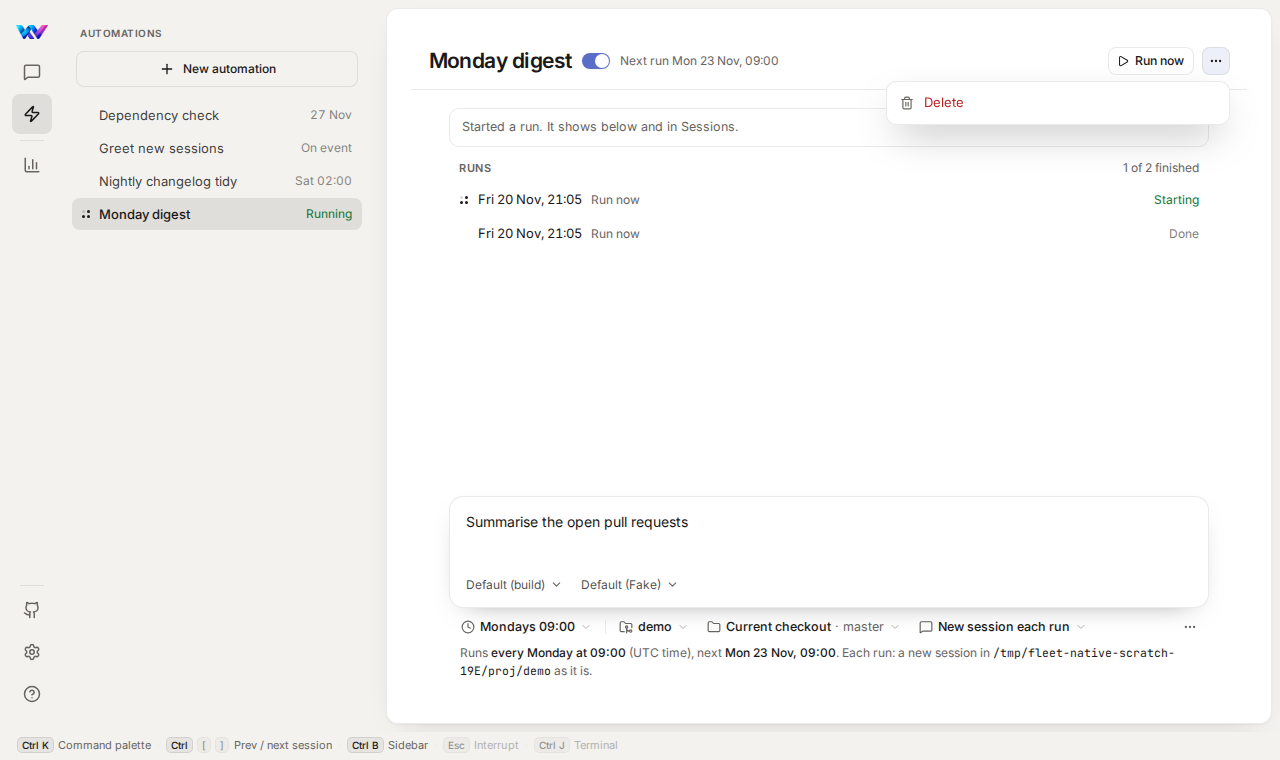 AUTOMATIONS
New automation
Dependency check 27 Nov
Greet new sessions On event
Nightly changelog tidy Sat 02:00
Monday digest Running
Monday digest Next run Mon 23 Nov, 09:00 Run now
Delete
Started a run. It shows below and in Sessions.
RUNS 1 of 2 finished
Fri 20 Nov, 21:05 Run now Starting
Fri 20 Nov, 21:05 Run now Done
Summarise the open pull requests
Default (build) Default (Fake)
Mondays 09:00 demo Current checkout · master New session each run
Runs every Monday at 09:00 (UTC time), next Mon 23 Nov, 09:00. Each run: a new session in /tmp/fleet-native-scratch-
19E/proj/demo as it is.
Ctrl K Command palette Ctrl [ ] Prev / next session Ctrl B Sidebar Esc Interrupt Ctrl J Terminal